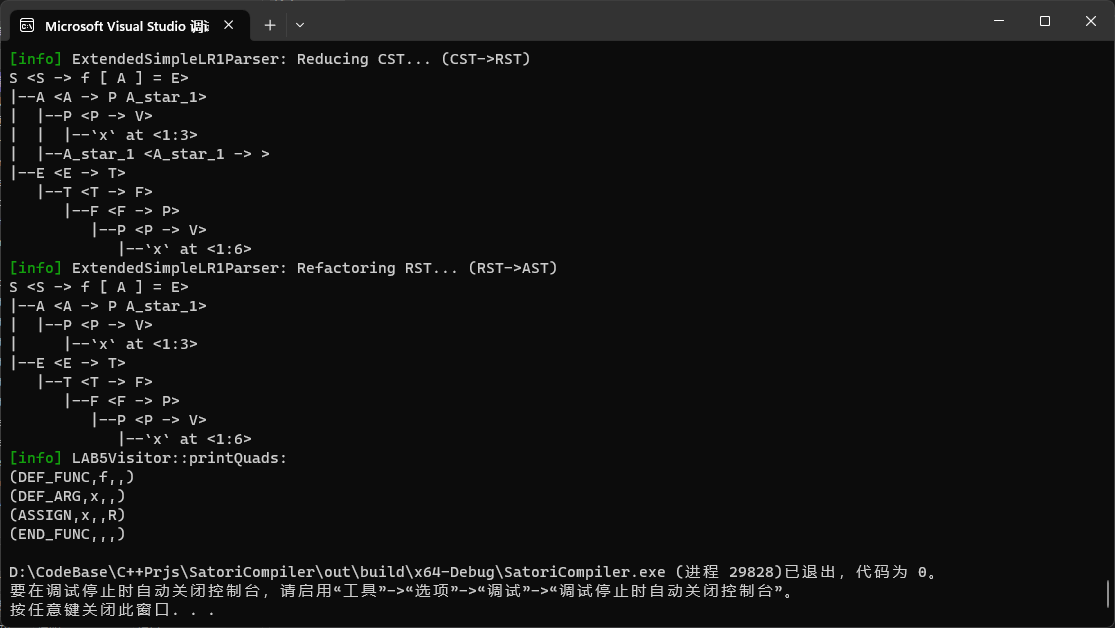 Microsoft Visual Studio 调试
[info] ExtendedSimpleLR1Parser: Reducing CST... (CST->RST)
S <S -> f [ A ] = E>
|--A <A -> P A_star_1>
|  |--P <P -> V>
|  |  |--`x` at <1:3>
|  |--A_star_1 <A_star_1 -> >
|--E <E -> T>
   |--T <T -> F>
      |--F <F -> P>
         |--P <P -> V>
            |--`x` at <1:6>
[info] ExtendedSimpleLR1Parser: Refactoring RST... (RST->AST)
S <S -> f [ A ] = E>
|--A <A -> P A_star_1>
|  |--P <P -> V>
|     |--`x` at <1:3>
|--E <E -> T>
   |--T <T -> F>
      |--F <F -> P>
         |--P <P -> V>
            |--`x` at <1:6>
[info] LAB5Visitor::printQuads:
(DEF_FUNC,f,,)
(DEF_ARG,x,,)
(ASSIGN,x,,R)
(END_FUNC,,,)
D:\CodeBase\C++Prjs\SatoriCompiler\out\build\x64-Debug\SatoriCompiler.exe (进程 29828)已退出，代码为 0。
要在调试停止时自动关闭控制台，请启用“工具”->“选项”->“调试”->“调试停止时自动关闭控制台”。
按任意键关闭此窗口. . .